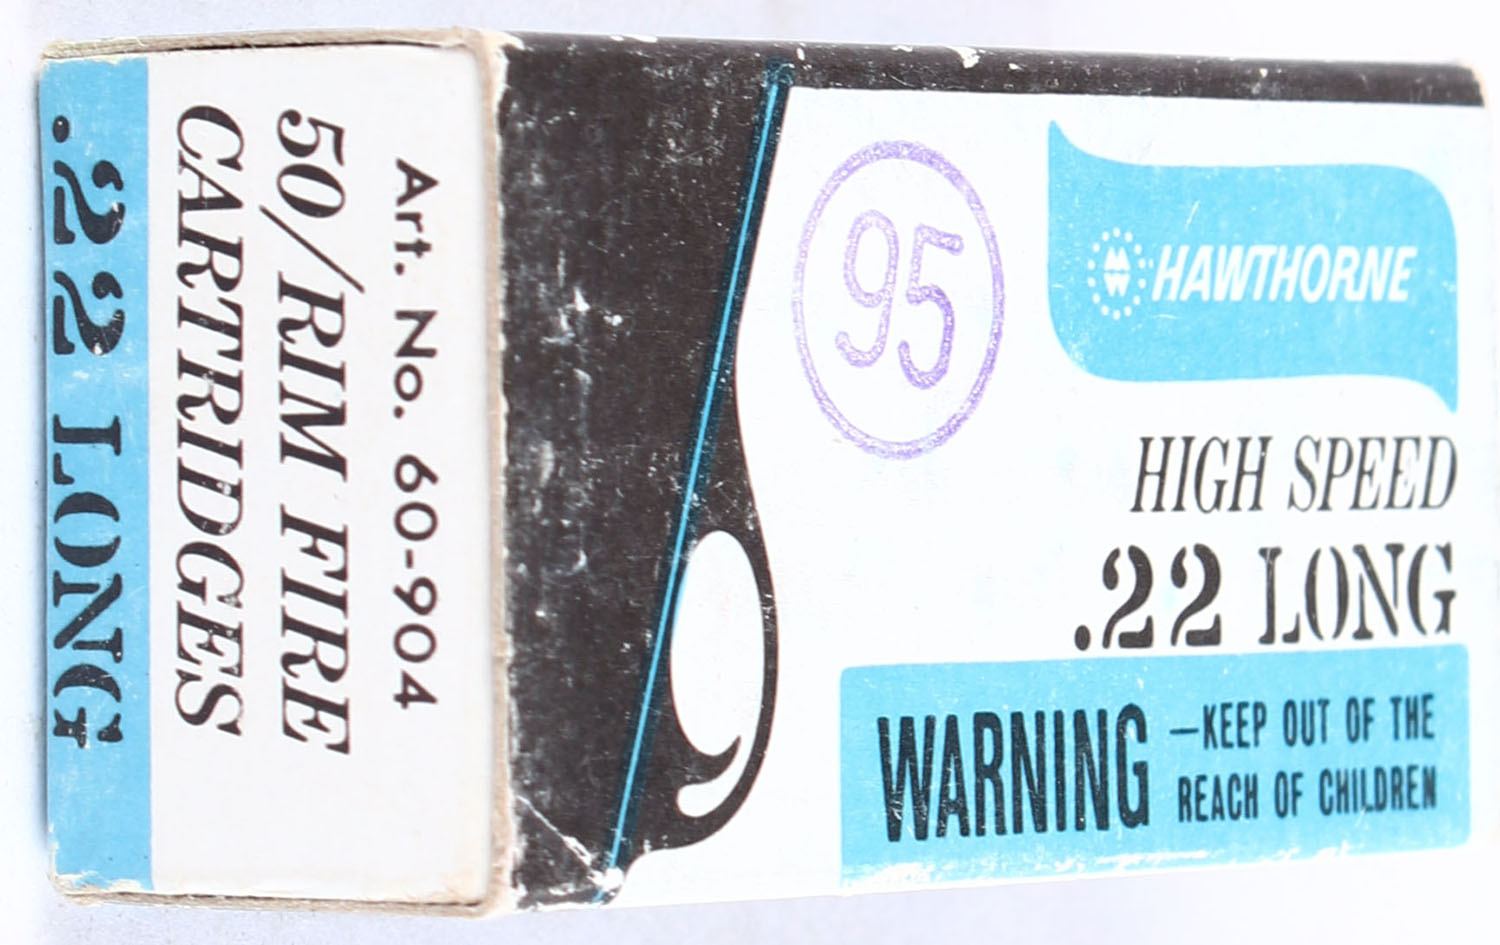 Art. No. 60-904
50/RIM FIRE
CARTRIDGES
.22 LONG
MW HAWTHORNE
95
HIGH SPEED
.22 LONG
WARNING —KEEP OUT OF THE
REACH OF CHILDREN